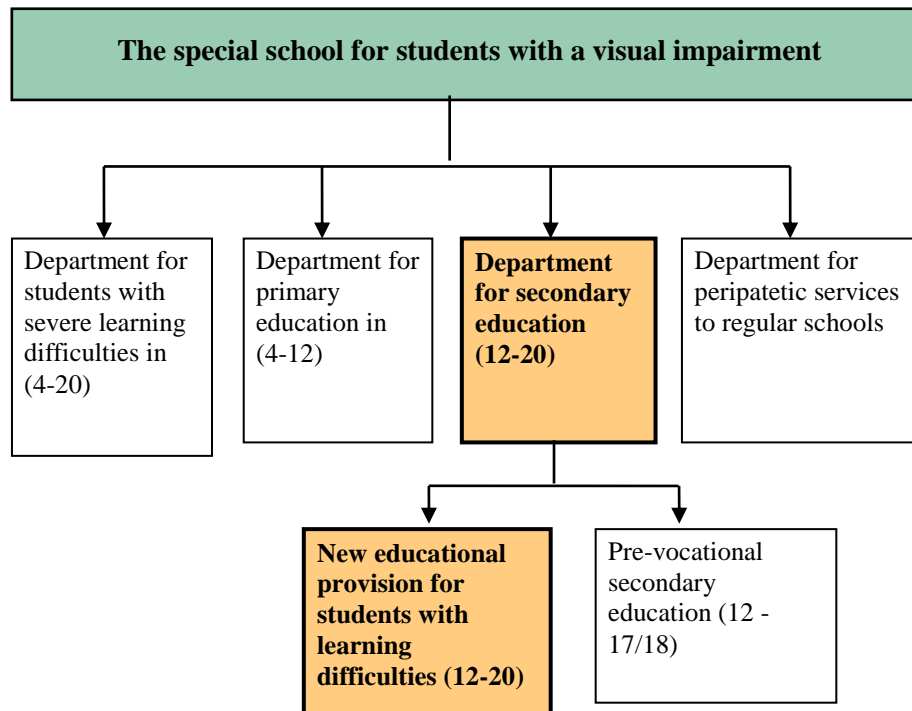 The special school for students with a visual impairment
Department for
students with
severe learning
difficulties in
(4-20)
Department for
primary
education in
(4-12)
Department
for secondary
education
(12-20)
Department for
peripatetic services
to regular schools
New educational
provision for
students with
learning
difficulties (12-20)
Pre-vocational
secondary
education (12 -
17/18)